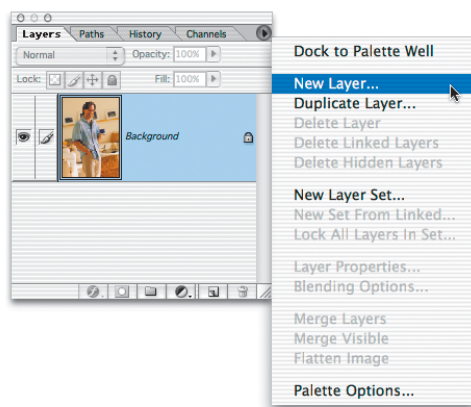 Layers Paths History Channels
Normal Opacity: 100%
Lock: Fill: 100%
Background
Dock to Palette Well
New Layer...
Duplicate Layer...
Delete Layer
Delete Linked Layers
Delete Hidden Layers
New Layer Set...
New Set From Linked...
Lock All Layers In Set...
Layer Properties...
Blending Options...
Merge Layers
Merge Visible
Flatten Image
Palette Options...